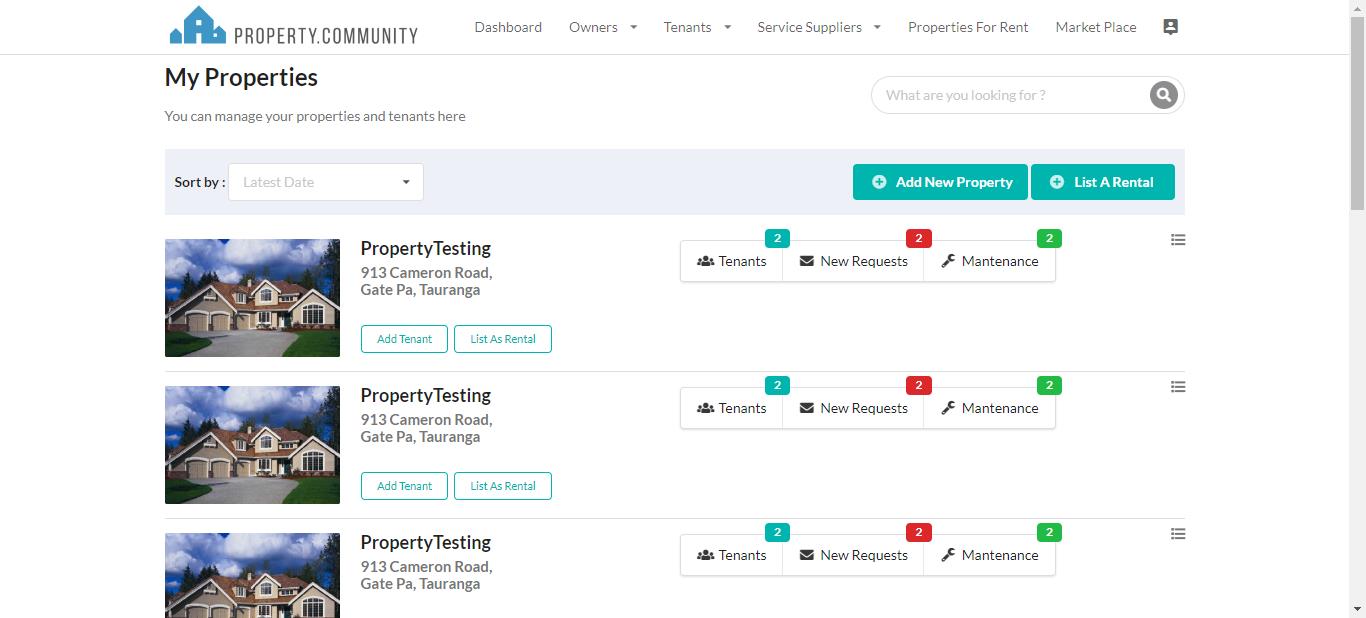 PROPERTY.COMMUNITY
Dashboard
Owners
Tenants
Service Suppliers
Properties For Rent
Market Place
My Properties
What are you looking for ?
You can manage your properties and tenants here
Sort by :
Latest Date
Add New Property
List A Rental
PropertyTesting
913 Cameron Road,
Gate Pa, Tauranga
Add Tenant
List As Rental
2
Tenants
2
New Requests
2
Mantenance
PropertyTesting
913 Cameron Road,
Gate Pa, Tauranga
Add Tenant
List As Rental
2
Tenants
2
New Requests
2
Mantenance
PropertyTesting
913 Cameron Road,
Gate Pa, Tauranga
2
Tenants
2
New Requests
2
Mantenance